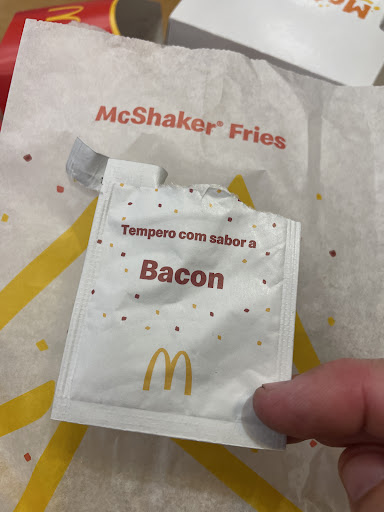 McShaker® Fries
Tempero com sabor a
Bacon